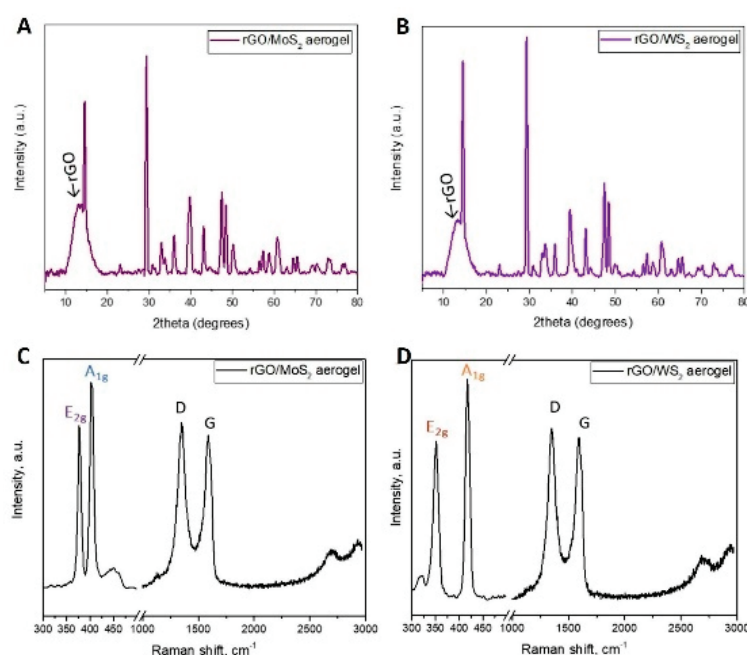 A
rGO/MoS₂ aerogel
Intensity (a.u.)
←rGO
10 20 30 40 50 60 70 80
2theta (degrees)
B
rGO/WS₂ aerogel
Intensity (a.u.)
←rGO
10 20 30 40 50 60 70 80
2theta (degrees)
C
rGO/MoS₂ aerogel
Intensity, a.u.
E2g
A1g
D
G
300 350 400 450 1000 1500 2000 2500 3000
Raman shift, cm⁻¹
D
rGO/WS₂ aerogel
Intensity, a.u.
E2g
A1g
D
G
300 350 400 450 1000 1500 2000 2500 3000
Raman shift, cm⁻¹